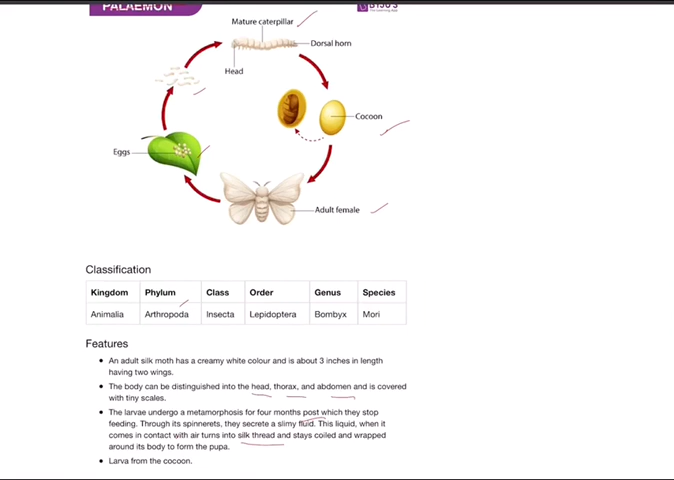 PALAEMON
BYJU'S
Mature caterpillar
Dorsal horn
Head
Cocoon
Eggs
Adult female
Classification
Kingdom Phylum Class Order Genus Species
Animalia Arthropoda Insecta Lepidoptera Bombyx Mori
Features
• An adult silk moth has a creamy white colour and is about 3 inches in length
having two wings.
• The body can be distinguished into the head, thorax, and abdomen and is covered
with tiny scales.
• The larvae undergo a metamorphosis for four months post which they stop
feeding. Through its spinnerets, they secrete a slimy fluid. This liquid, when it
comes in contact with air turns into silk thread and stays coiled and wrapped
around its body to form the pupa.
• Larva from the cocoon.